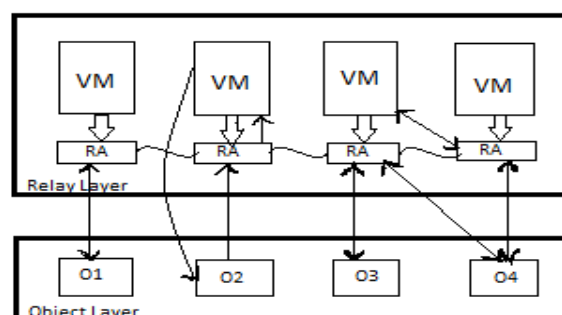 VM VM VM VM
RA RA RA RA
Relay Layer
O1 O2 O3 O4
Object Layer